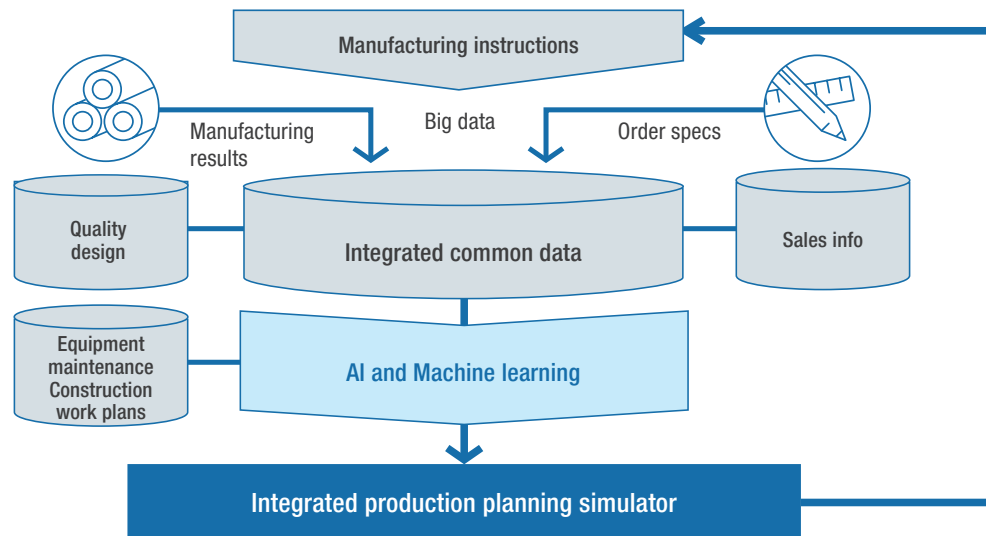 Manufacturing instructions
Big data
Manufacturing
results
Order specs
Quality
design
Integrated common data
Sales info
Equipment
maintenance
Construction
work plans
AI and Machine learning
Integrated production planning simulator